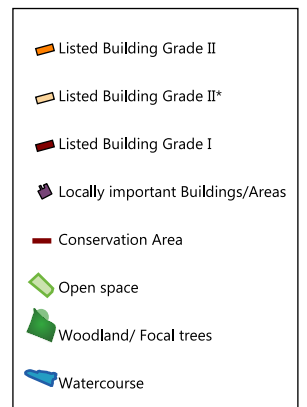 Listed Building Grade II
Listed Building Grade II*
Listed Building Grade I
Locally important Buildings/Areas
Conservation Area
Open space
Woodland/ Focal trees
Watercourse